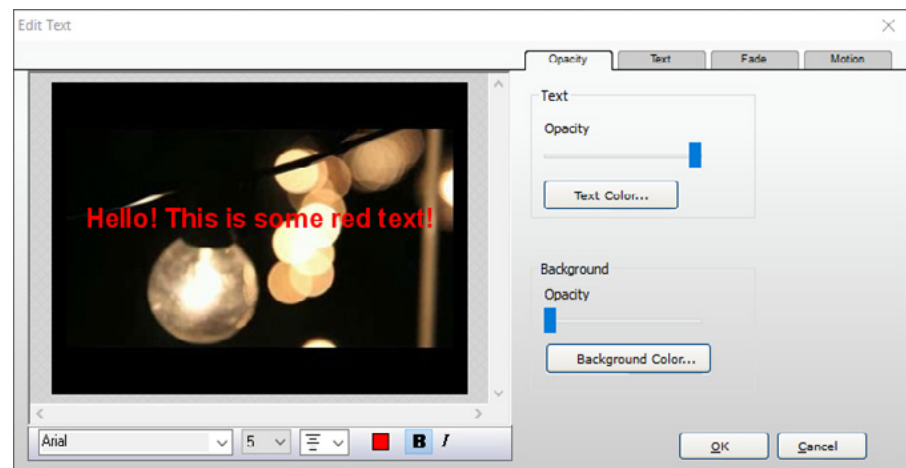 Edit Text
Opacity Text Fade Motion
Text
Opacity
Text Color...
Hello! This is some red text!
Background
Opacity
Background Color...
Arial 5 B I
OK Cancel